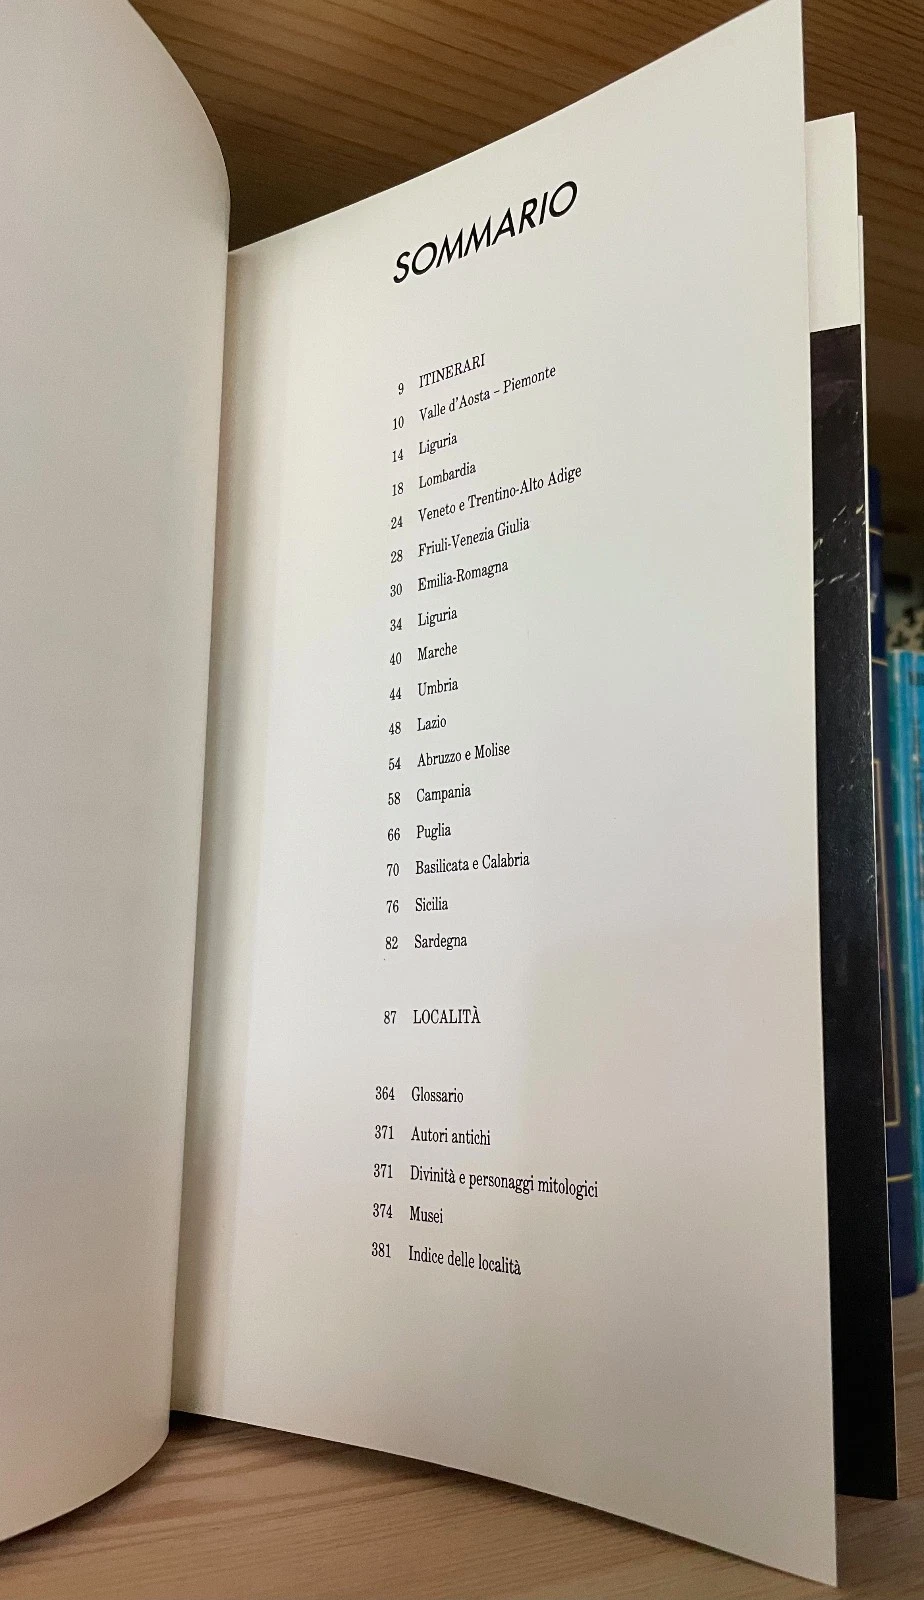 SOMMARIO
9 ITINERARI
10 Valle d'Aosta – Piemonte
14 Liguria
18 Lombardia
24 Veneto e Trentino-Alto Adige
28 Friuli-Venezia Giulia
30 Emilia-Romagna
34 Liguria
40 Marche
44 Umbria
48 Lazio
54 Abruzzo e Molise
58 Campania
66 Puglia
70 Basilicata e Calabria
76 Sicilia
82 Sardegna
87 LOCALITÀ
364 Glossario
371 Autori antichi
371 Divinità e personaggi mitologici
374 Musei
381 Indice delle località